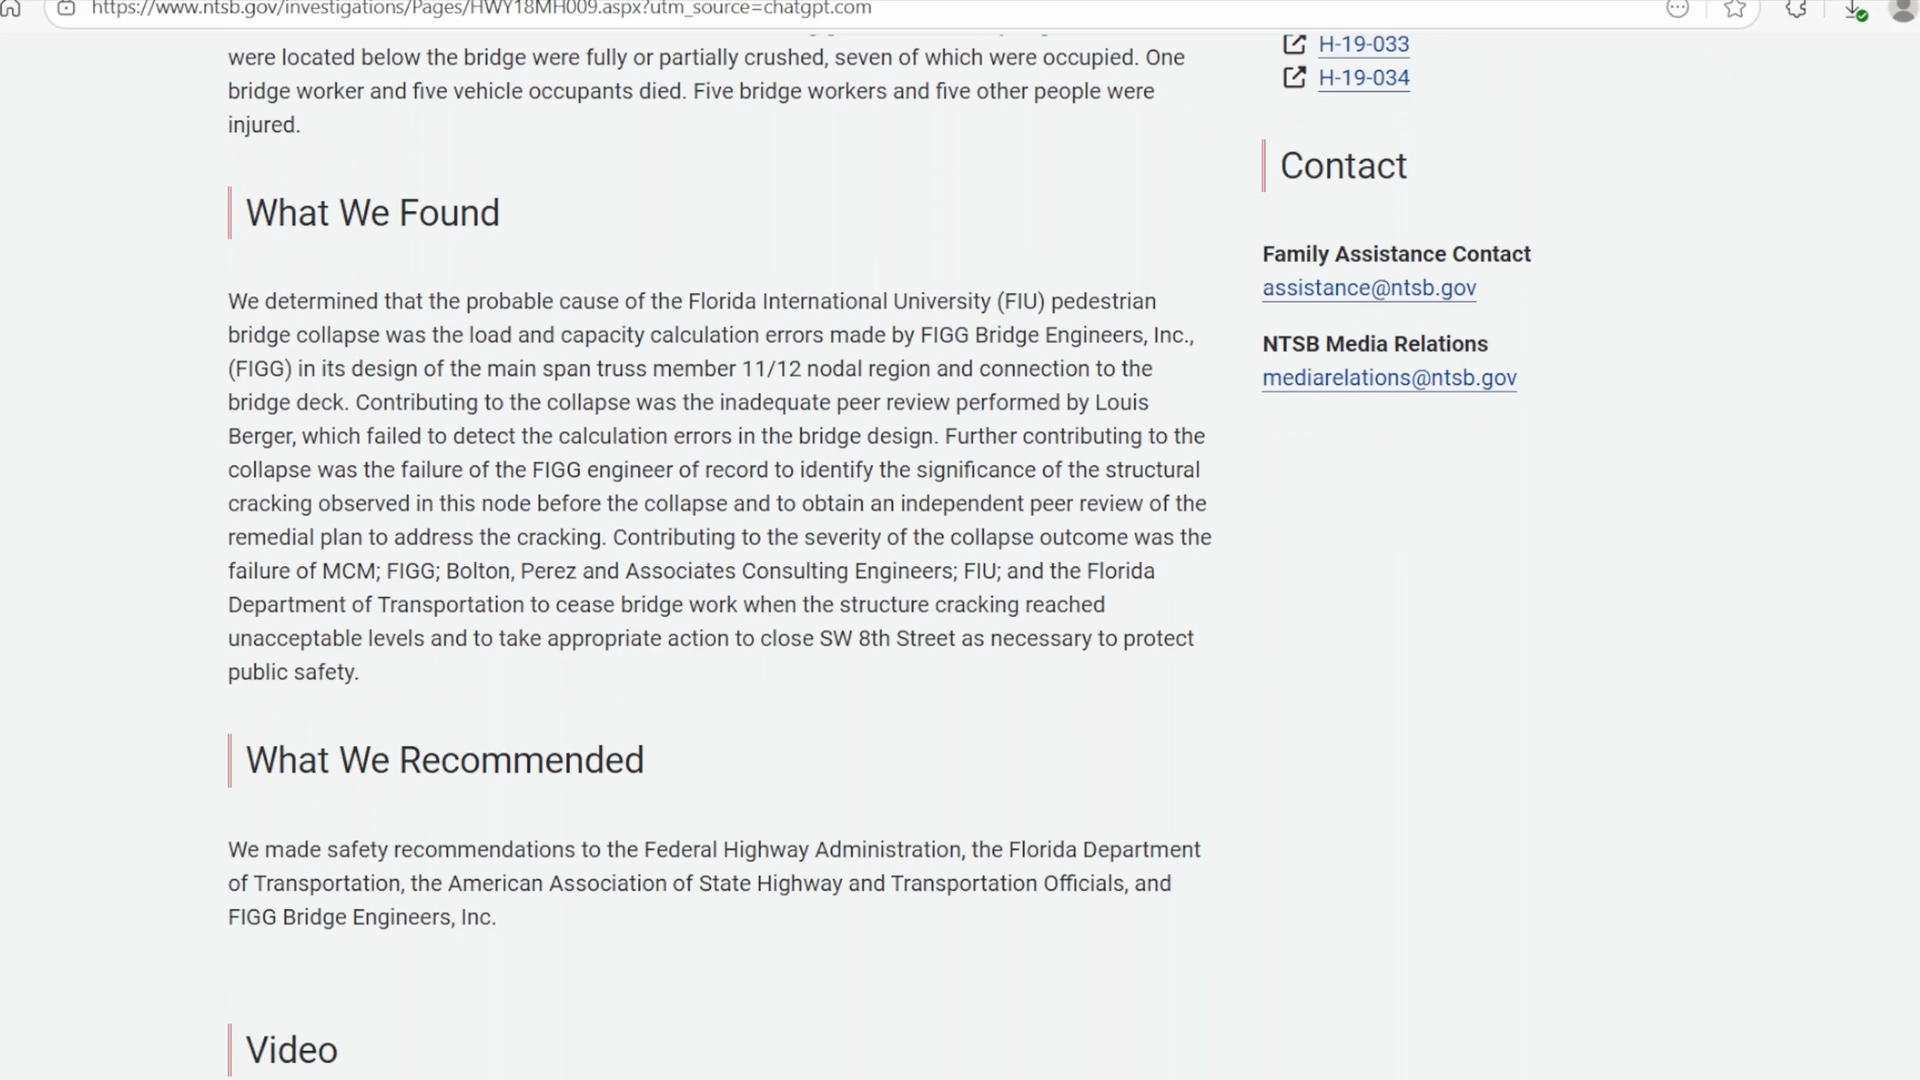 https://www.ntsb.gov/investigations/Pages/HWY18MH009.aspx?utm_source=chatgpt.com
were located below the bridge were fully or partially crushed, seven of which were occupied. One
bridge worker and five vehicle occupants died. Five bridge workers and five other people were
injured.
What We Found
We determined that the probable cause of the Florida International University (FIU) pedestrian
bridge collapse was the load and capacity calculation errors made by FIGG Bridge Engineers, Inc.,
(FIGG) in its design of the main span truss member 11/12 nodal region and connection to the
bridge deck. Contributing to the collapse was the inadequate peer review performed by Louis
Berger, which failed to detect the calculation errors in the bridge design. Further contributing to the
collapse was the failure of the FIGG engineer of record to identify the significance of the structural
cracking observed in this node before the collapse and to obtain an independent peer review of the
remedial plan to address the cracking. Contributing to the severity of the collapse outcome was the
failure of MCM; FIGG; Bolton, Perez and Associates Consulting Engineers; FIU; and the Florida
Department of Transportation to cease bridge work when the structure cracking reached
unacceptable levels and to take appropriate action to close SW 8th Street as necessary to protect
public safety.
What We Recommended
We made safety recommendations to the Federal Highway Administration, the Florida Department
of Transportation, the American Association of State Highway and Transportation Officials, and
FIGG Bridge Engineers, Inc.
Video
H-19-033
H-19-034
Contact
Family Assistance Contact
assistance@ntsb.gov
NTSB Media Relations
mediarelations@ntsb.gov